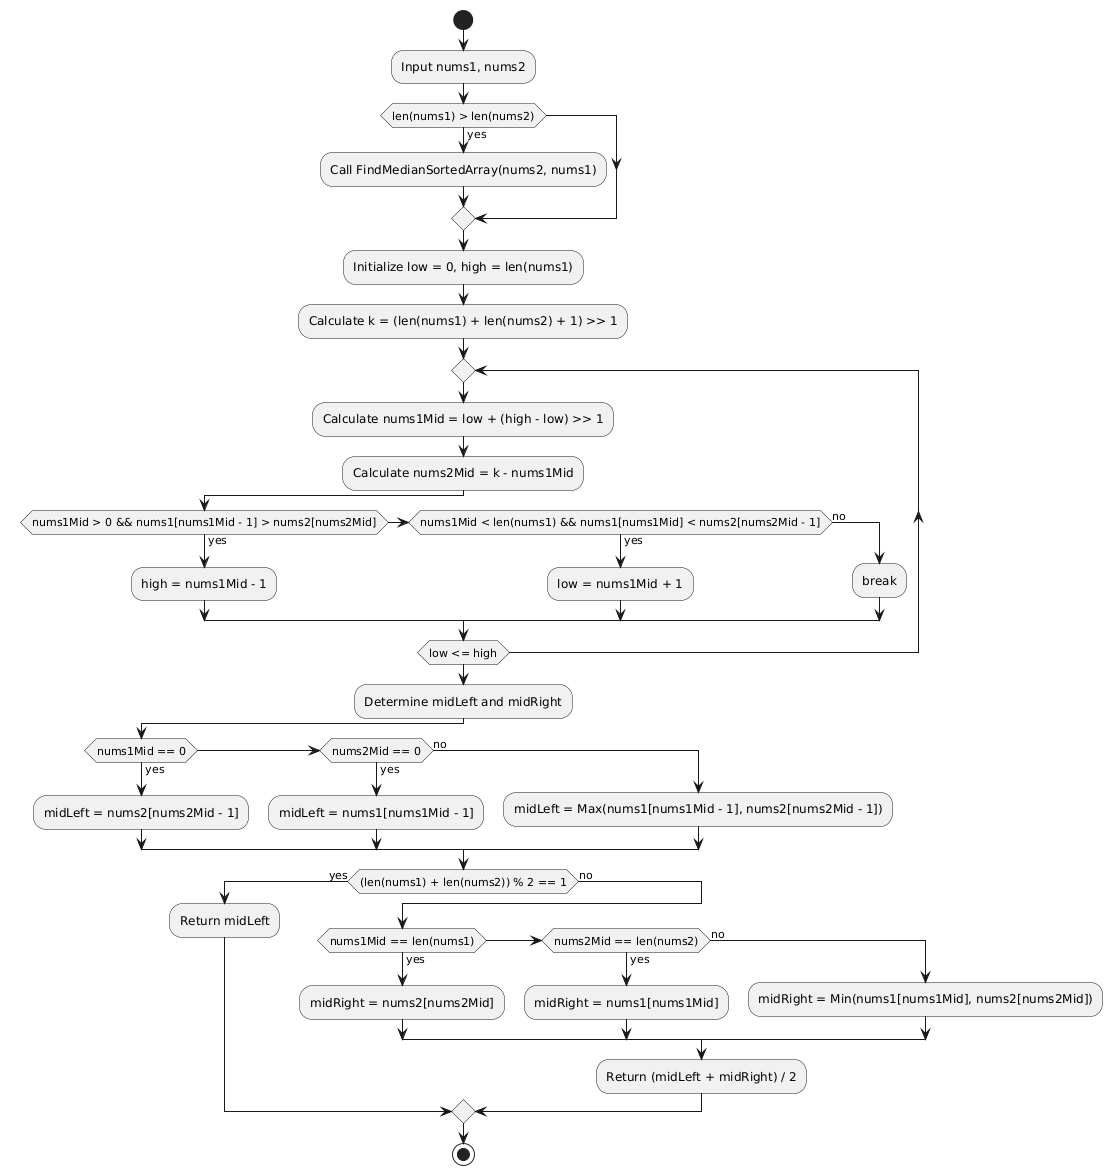 Input nums1, nums2
len(nums1) > len(nums2)
yes
Call FindMedianSortedArray(nums2, nums1)
Initialize low = 0, high = len(nums1)
Calculate k = (len(nums1) + len(nums2) + 1) >> 1
Calculate nums1Mid = low + (high - low) >> 1
Calculate nums2Mid = k - nums1Mid
nums1Mid > 0 && nums1[nums1Mid - 1] > nums2[nums2Mid]
nums1Mid < len(nums1) && nums1[nums1Mid] < nums2[nums2Mid - 1]
no
yes
yes
high = nums1Mid - 1
low = nums1Mid + 1
break
low <= high
Determine midLeft and midRight
nums1Mid == 0
nums2Mid == 0
no
yes
yes
midLeft = nums2[nums2Mid - 1]
midLeft = nums1[nums1Mid - 1]
midLeft = Max(nums1[nums1Mid - 1], nums2[nums2Mid - 1])
yes
(len(nums1) + len(nums2)) % 2 == 1
no
Return midLeft
nums1Mid == len(nums1)
nums2Mid == len(nums2)
no
yes
yes
midRight = nums2[nums2Mid]
midRight = nums1[nums1Mid]
midRight = Min(nums1[nums1Mid], nums2[nums2Mid])
Return (midLeft + midRight) / 2